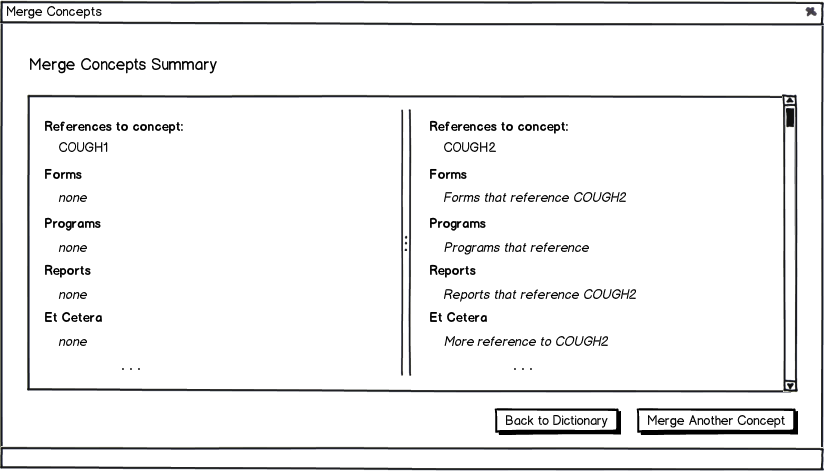 Merge Concepts
Merge Concepts Summary
References to concept:
COUGH1
Forms
none
Programs
none
Reports
none
Et Cetera
none
. . .
References to concept:
COUGH2
Forms
Forms that reference COUGH2
Programs
Programs that reference
Reports
Reports that reference COUGH2
Et Cetera
More reference to COUGH2
. . .
Back to Dictionary
Merge Another Concept